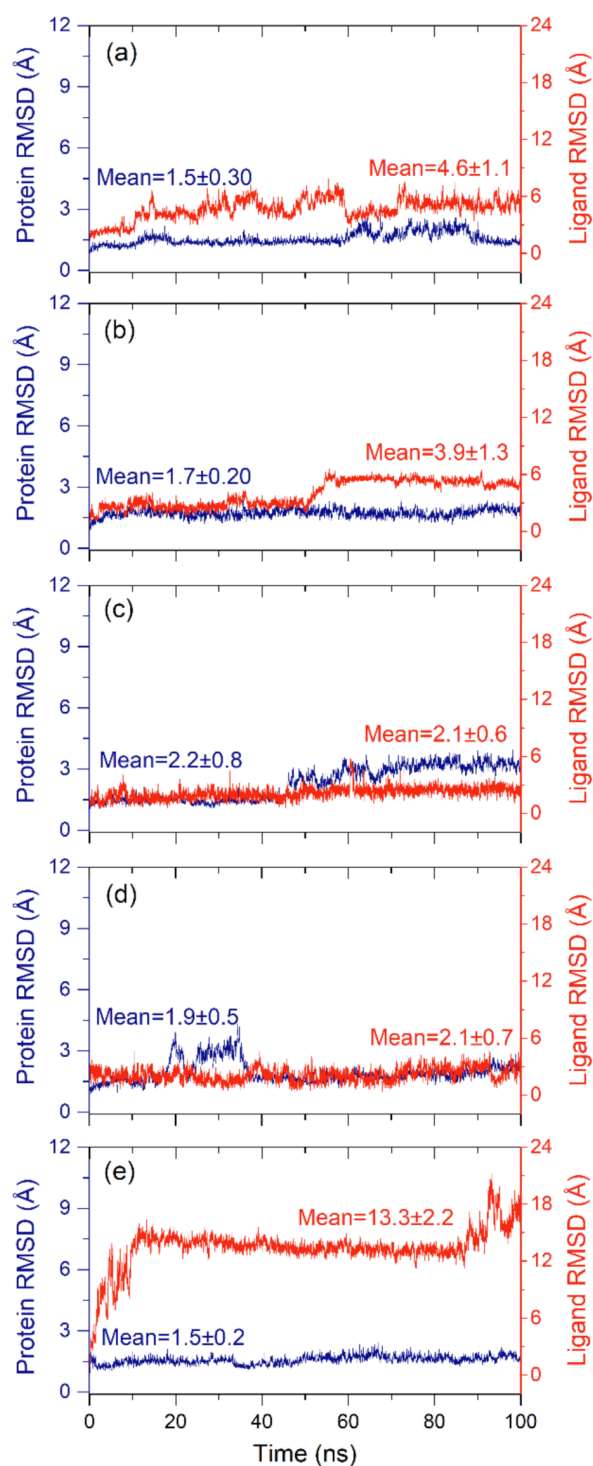 (a)
Protein RMSD (Å)
Ligand RMSD (Å)
12
9
6
3
0
24
18
12
6
0
Mean=1.5±0.30
Mean=4.6±1.1
(b)
Protein RMSD (Å)
Ligand RMSD (Å)
12
9
6
3
0
24
18
12
6
0
Mean=1.7±0.20
Mean=3.9±1.3
(c)
Protein RMSD (Å)
Ligand RMSD (Å)
12
9
6
3
0
24
18
12
6
0
Mean=2.2±0.8
Mean=2.1±0.6
(d)
Protein RMSD (Å)
Ligand RMSD (Å)
12
9
6
3
0
24
18
12
6
0
Mean=1.9±0.5
Mean=2.1±0.7
(e)
Protein RMSD (Å)
Ligand RMSD (Å)
12
9
6
3
0
24
18
12
6
0
Mean=13.3±2.2
Mean=1.5±0.2
0 20 40 60 80 100
Time (ns)